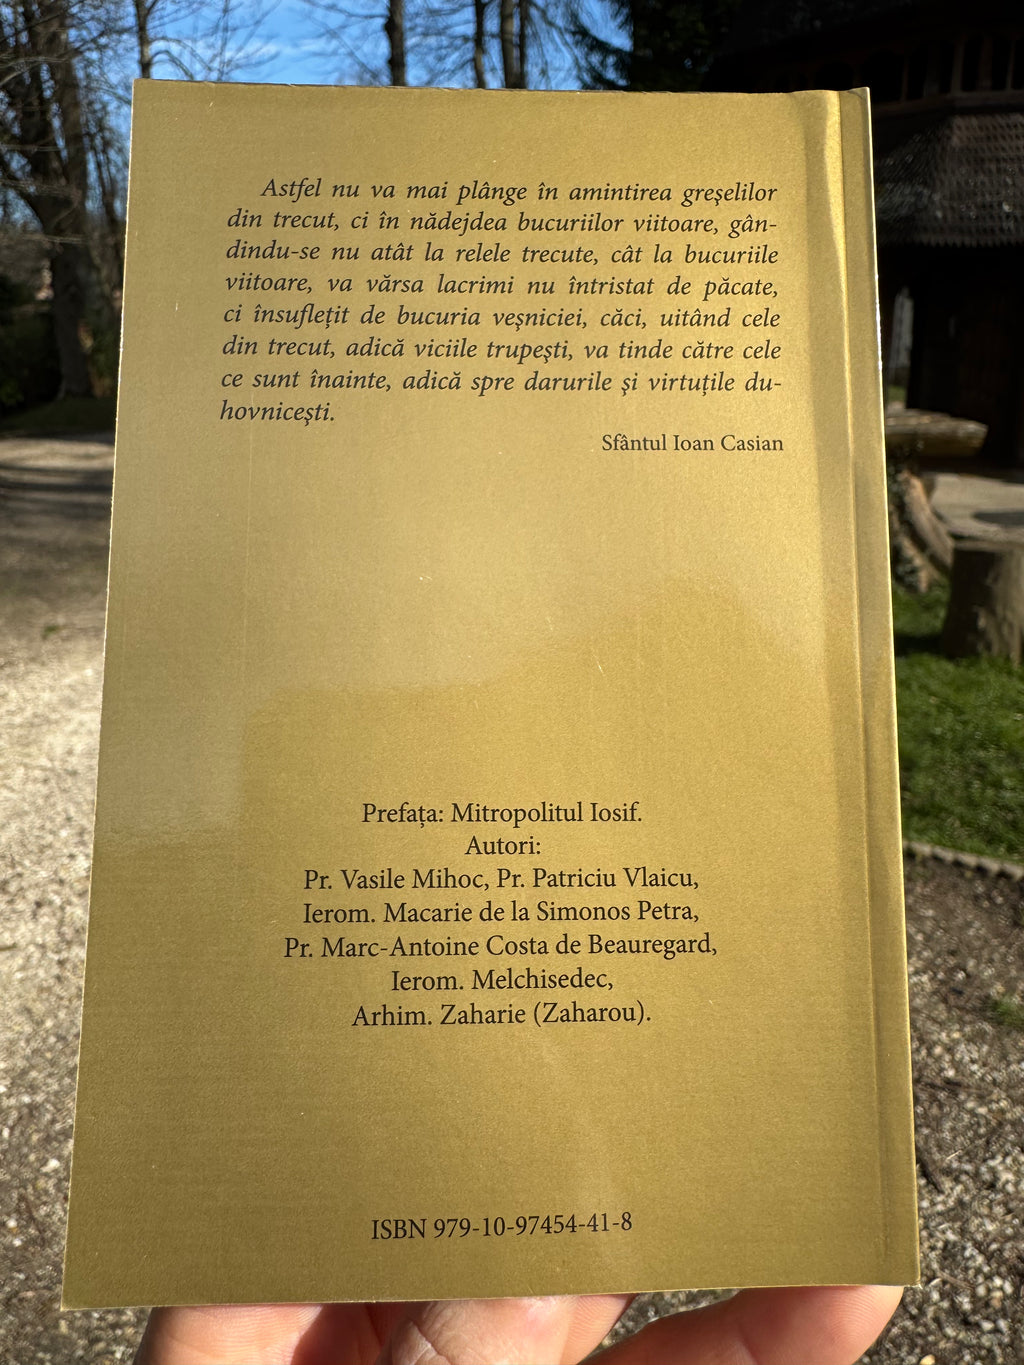 Astfel nu va mai plânge în amintirea greşelilor
din trecut, ci în nădejdea bucuriilor viitoare, gân-
dindu-se nu atât la relele trecute, cât la bucuriile
viitoare, va vărsa lacrimi nu întristat de păcate,
ci însufleţit de bucuria veşniciei, căci, uitând cele
din trecut, adică viciile trupeşti, va tinde către cele
ce sunt înainte, adică spre darurile şi virtuţile du-
hovniceşti.
Sfântul Ioan Casian
Prefaţa: Mitropolitul Iosif.
Autori:
Pr. Vasile Mihoc, Pr. Patriciu Vlaicu,
Ierom. Macarie de la Simonos Petra,
Pr. Marc-Antoine Costa de Beauregard,
Ierom. Melchisedec,
Arhim. Zaharie (Zaharou).
ISBN 979-10-97454-41-8